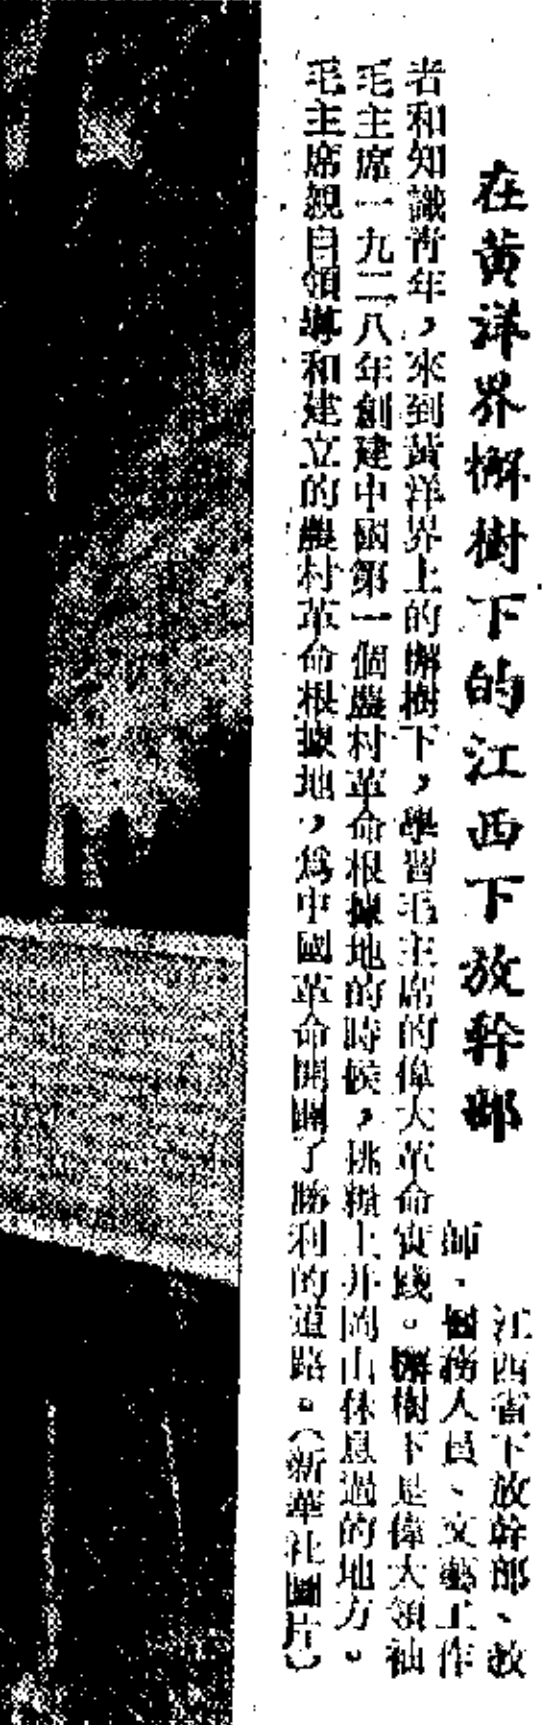 在黃洋界槲樹下的江西下放幹部
江西省下放幹部、教
師、醫務人員、文藝工作
者和知識青年，來到黃洋界上的槲樹下，學習毛主席的偉大革命實踐。槲樹下是偉大領袖
毛主席一九二八年創建中國第一個農村革命根據地的時候，挑糧上井岡山休息過的地方。
毛主席親自領導和建立的農村革命根據地，爲中國革命開闢了勝利的道路。（新華社圖片）